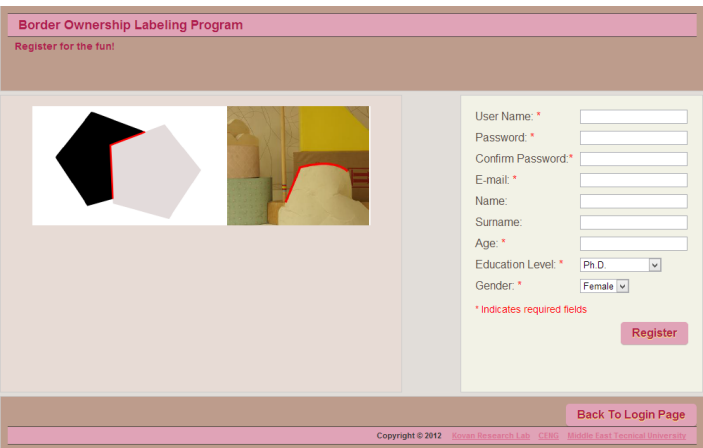 Border Ownership Labeling Program
Register for the fun!
User Name: *
Password: *
Confirm Password:*
E-mail: *
Name:
Surname:
Age: *
Education Level: * Ph.D.
Gender: * Female
* Indicates required fields
Register
Back To Login Page
Copyright © 2012 Kovan Research Lab CENG Middle East Tecnical University